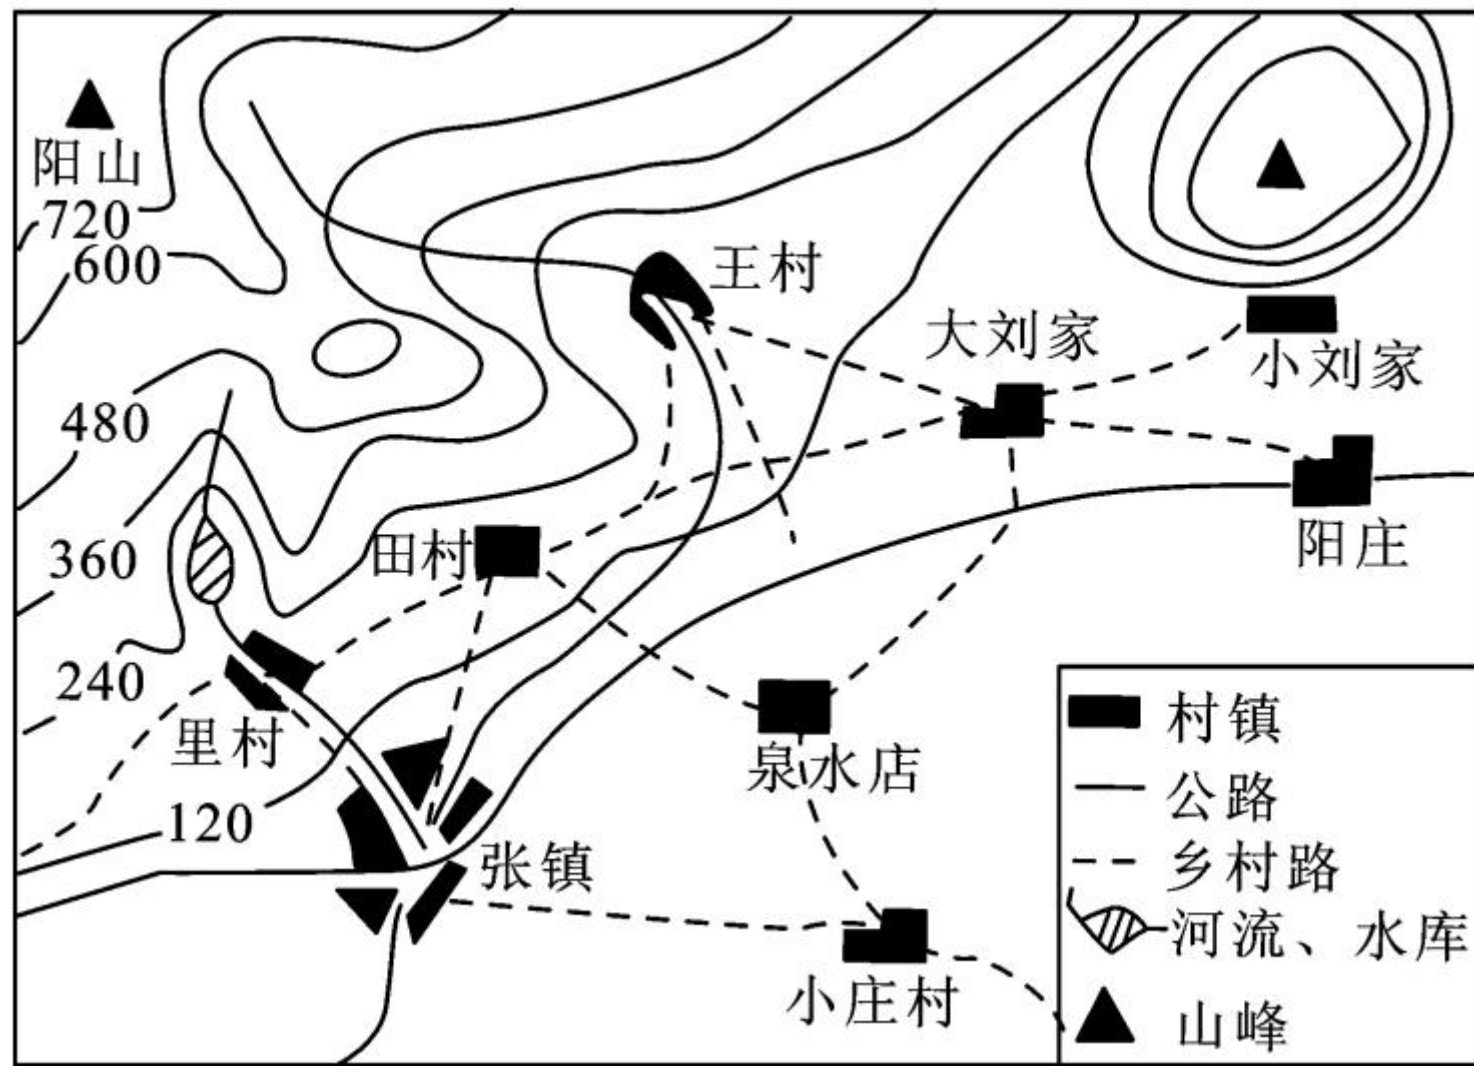 阳山
720
600
王村
大刘家
小刘家
480
阳庄
田村
360
240
里村
泉水店
120
张镇
小庄村
村镇
公路
乡村路
河流、水库
山峰